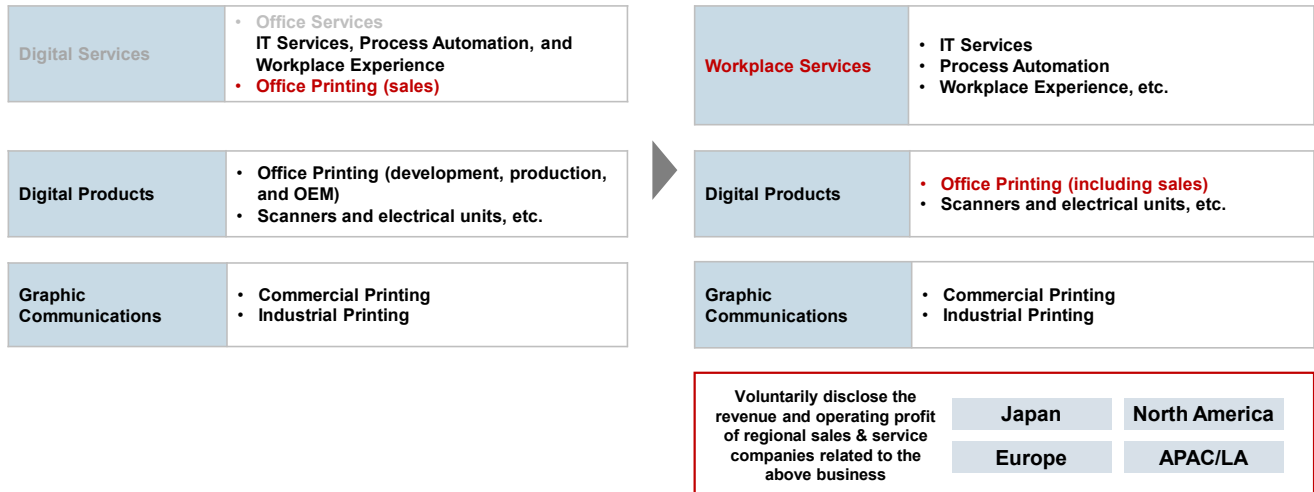 Digital Services
• Office Services
IT Services, Process Automation, and
Workplace Experience
• Office Printing (sales)
Digital Products
• Office Printing (development, production,
and OEM)
• Scanners and electrical units, etc.
Graphic
Communications
• Commercial Printing
• Industrial Printing
Workplace Services
• IT Services
• Process Automation
• Workplace Experience, etc.
Digital Products
• Office Printing (including sales)
• Scanners and electrical units, etc.
Graphic
Communications
• Commercial Printing
• Industrial Printing
Voluntarily disclose the
revenue and operating profit
of regional sales & service
companies related to the
above business
Japan
North America
Europe
APAC/LA